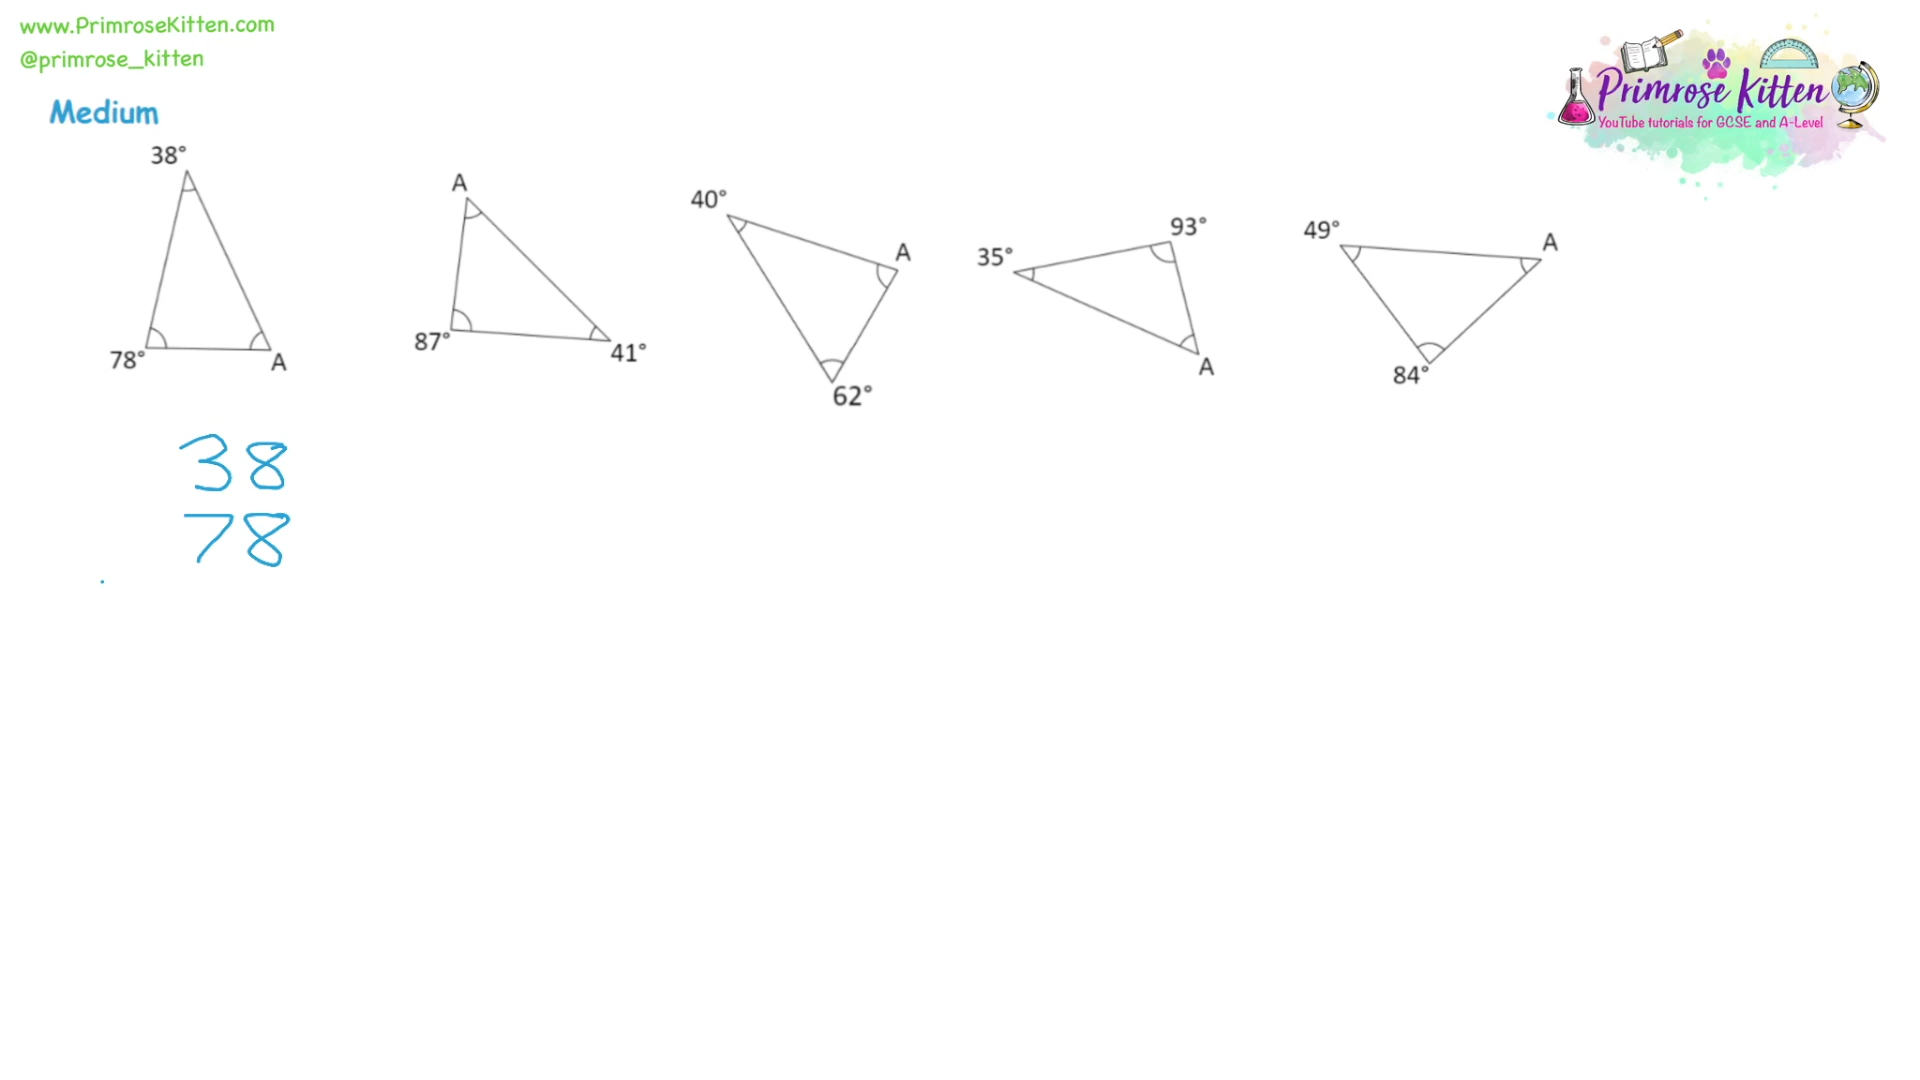 www.PrimroseKitten.com
@primrose_kitten
Primrose Kitten
YouTube tutorials for GCSE and A-Level
Medium
38°
78°
A
A
87°
41°
40°
A
62°
35°
93°
A
49°
A
84°
38
78